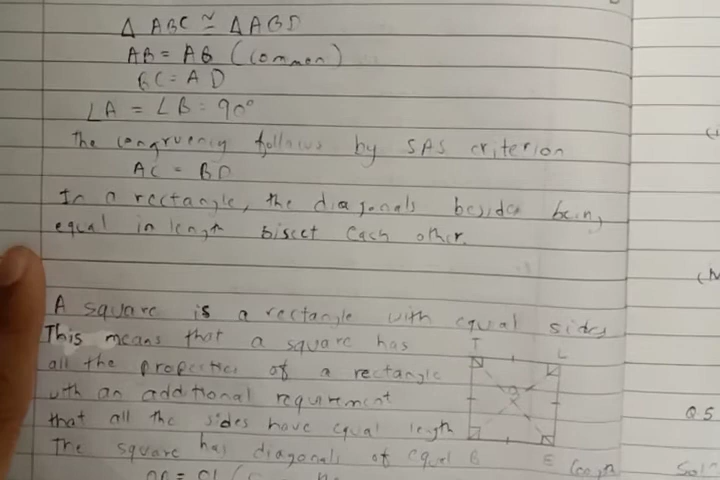 Δ ABC ≅ Δ ABD
AB = AB (common)
BC = AD
∠A = ∠B = 90°
The congruency follows by SAS criterion
AC = BD
In a rectangle, the diagonals besides being
equal in length bisect each other.
A square is a rectangle with equal sides
This means that a square has
all the properties of a rectangle
with an additional requirement
that all the sides have equal length
The square has diagonals of equal
T L
O
B E
Q.5
Sol